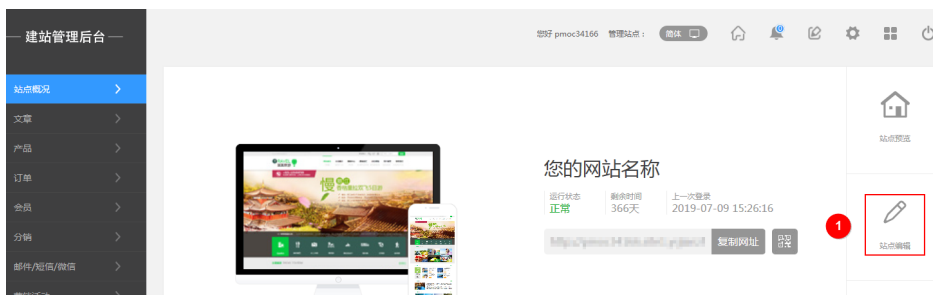 建站管理后台
您好 pmoc34166 管理站点： 简体
站点概况
文章
产品
订单
会员
分销
邮件/短信/微信
您的网站名称
运行状态 剩余时间 上一次登录
正常 366天 2019-07-09 15:26:16
复制网址
站点预览
1
站点编辑
慢